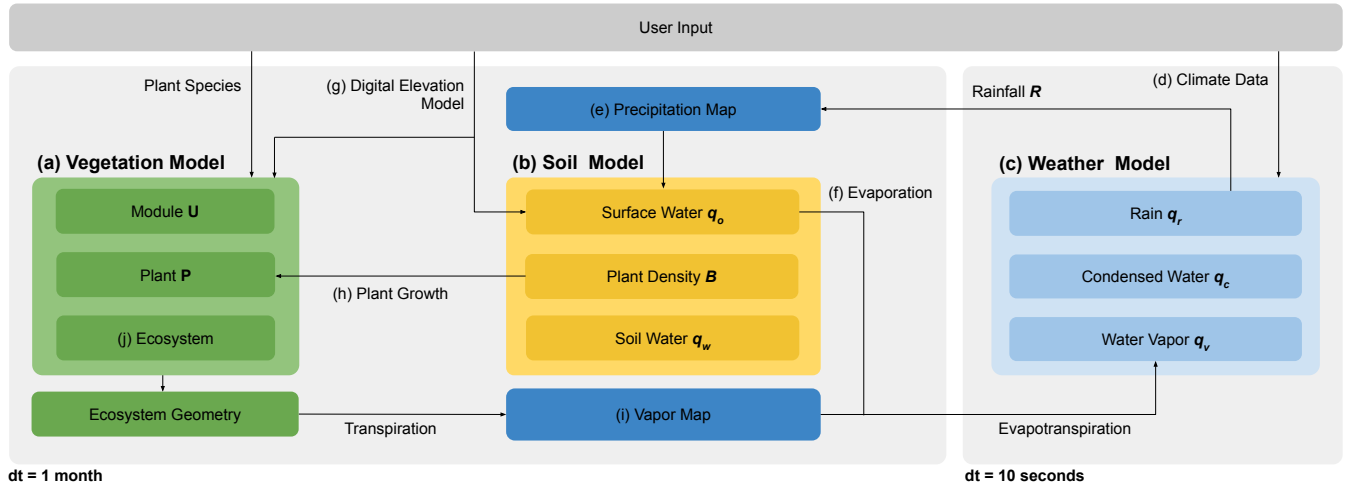 User Input
Plant Species
(g) Digital Elevation
Model
(e) Precipitation Map
Rainfall R
(d) Climate Data
(a) Vegetation Model
(b) Soil Model
(c) Weather Model
Module U
Surface Water qo
(f) Evaporation
Rain qr
Plant P
(h) Plant Growth
Plant Density B
Condensed Water qc
(j) Ecosystem
Soil Water qw
Water Vapor qv
Ecosystem Geometry
Transpiration
(i) Vapor Map
Evapotranspiration
dt = 1 month
dt = 10 seconds